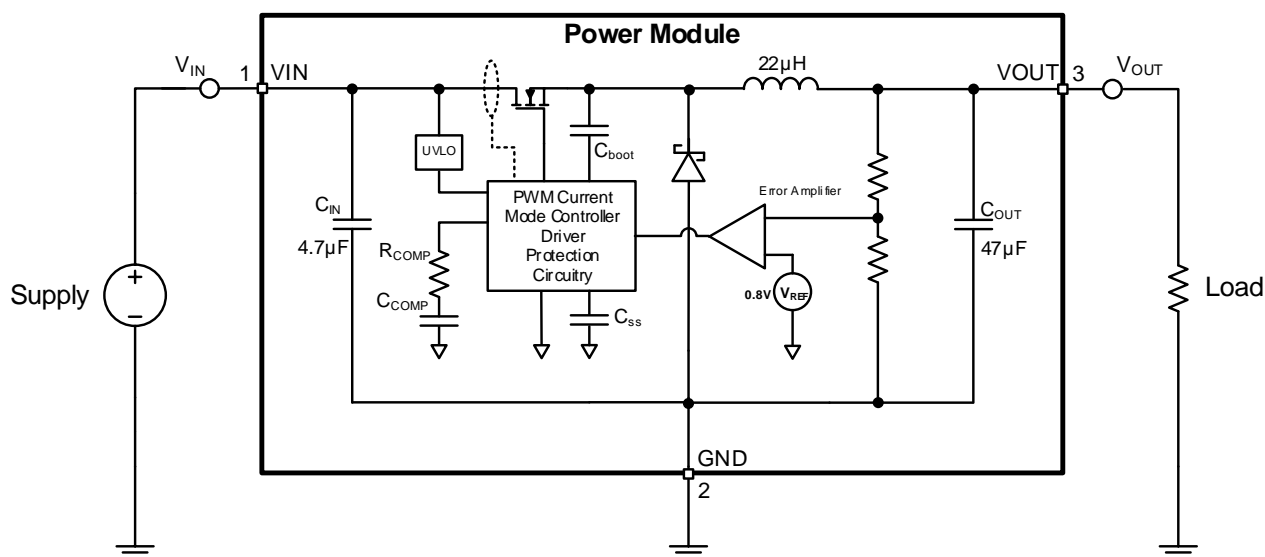 Power Module
V_IN
1
VIN
22µH
VOUT
3
V_OUT
UVLO
C_boot
Error Amplifier
PWM Current
Mode Controller
Driver
Protection
Circuitry
C_IN
4.7µF
R_COMP
C_COMP
C_ss
0.8V
V_REF
C_OUT
47µF
+
−
Supply
Load
GND
2